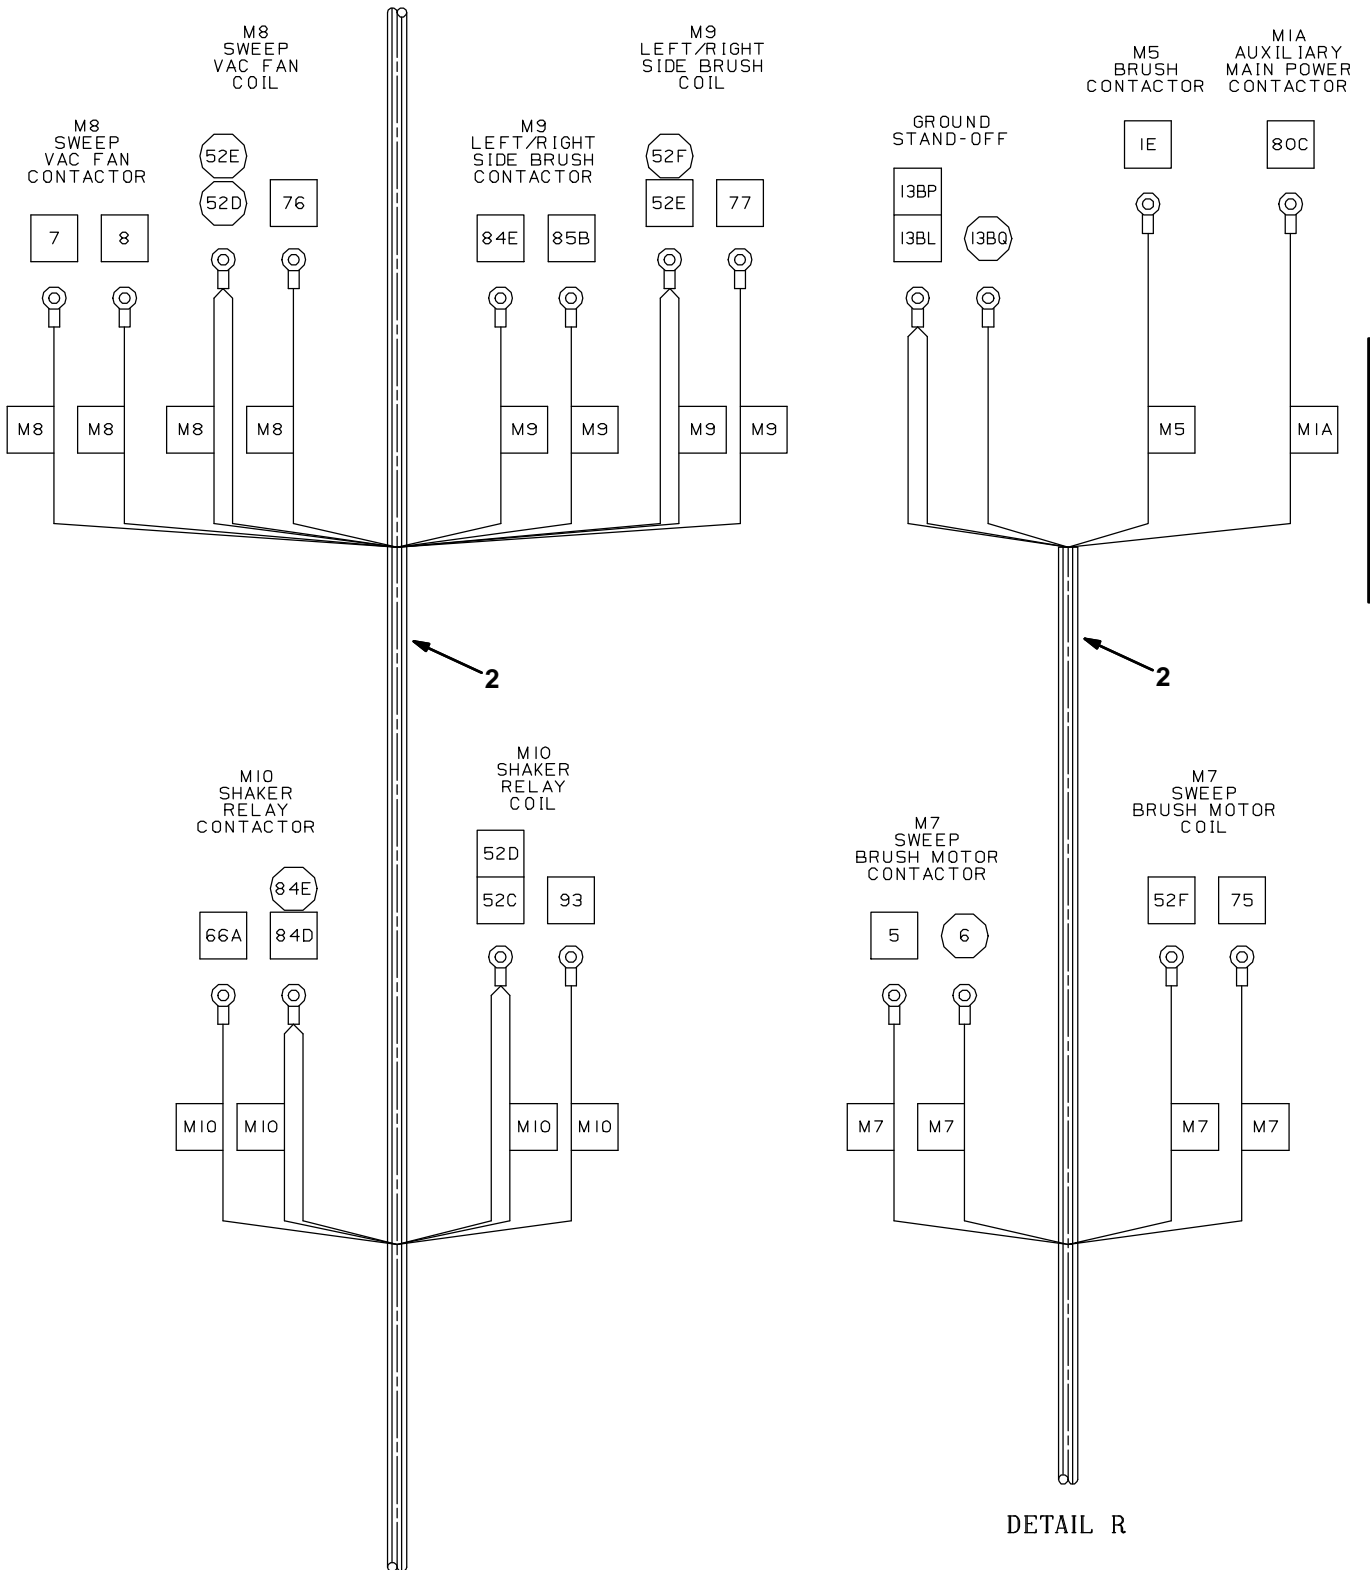 M8
SWEEP
VAC FAN
COIL
M9
LEFT/RIGHT
SIDE BRUSH
COIL
M5
BRUSH
CONTACTOR
M1A
AUXILIARY
MAIN POWER
CONTACTOR
M8
SWEEP
VAC FAN
CONTACTOR
M9
LEFT/RIGHT
SIDE BRUSH
CONTACTOR
GROUND
STAND-OFF
7
8
52E
52D
76
84E
85B
52F
52E
77
13BP
13BL
13BQ
1E
80C
M8
M8
M8
M8
M9
M9
M9
M9
M5
M1A
2
2
M10
SHAKER
RELAY
CONTACTOR
M10
SHAKER
RELAY
COIL
M7
SWEEP
BRUSH MOTOR
CONTACTOR
M7
SWEEP
BRUSH MOTOR
COIL
66A
84E
84D
52D
52C
93
5
6
52F
75
M10
M10
M10
M10
M7
M7
M7
M7
DETAIL R